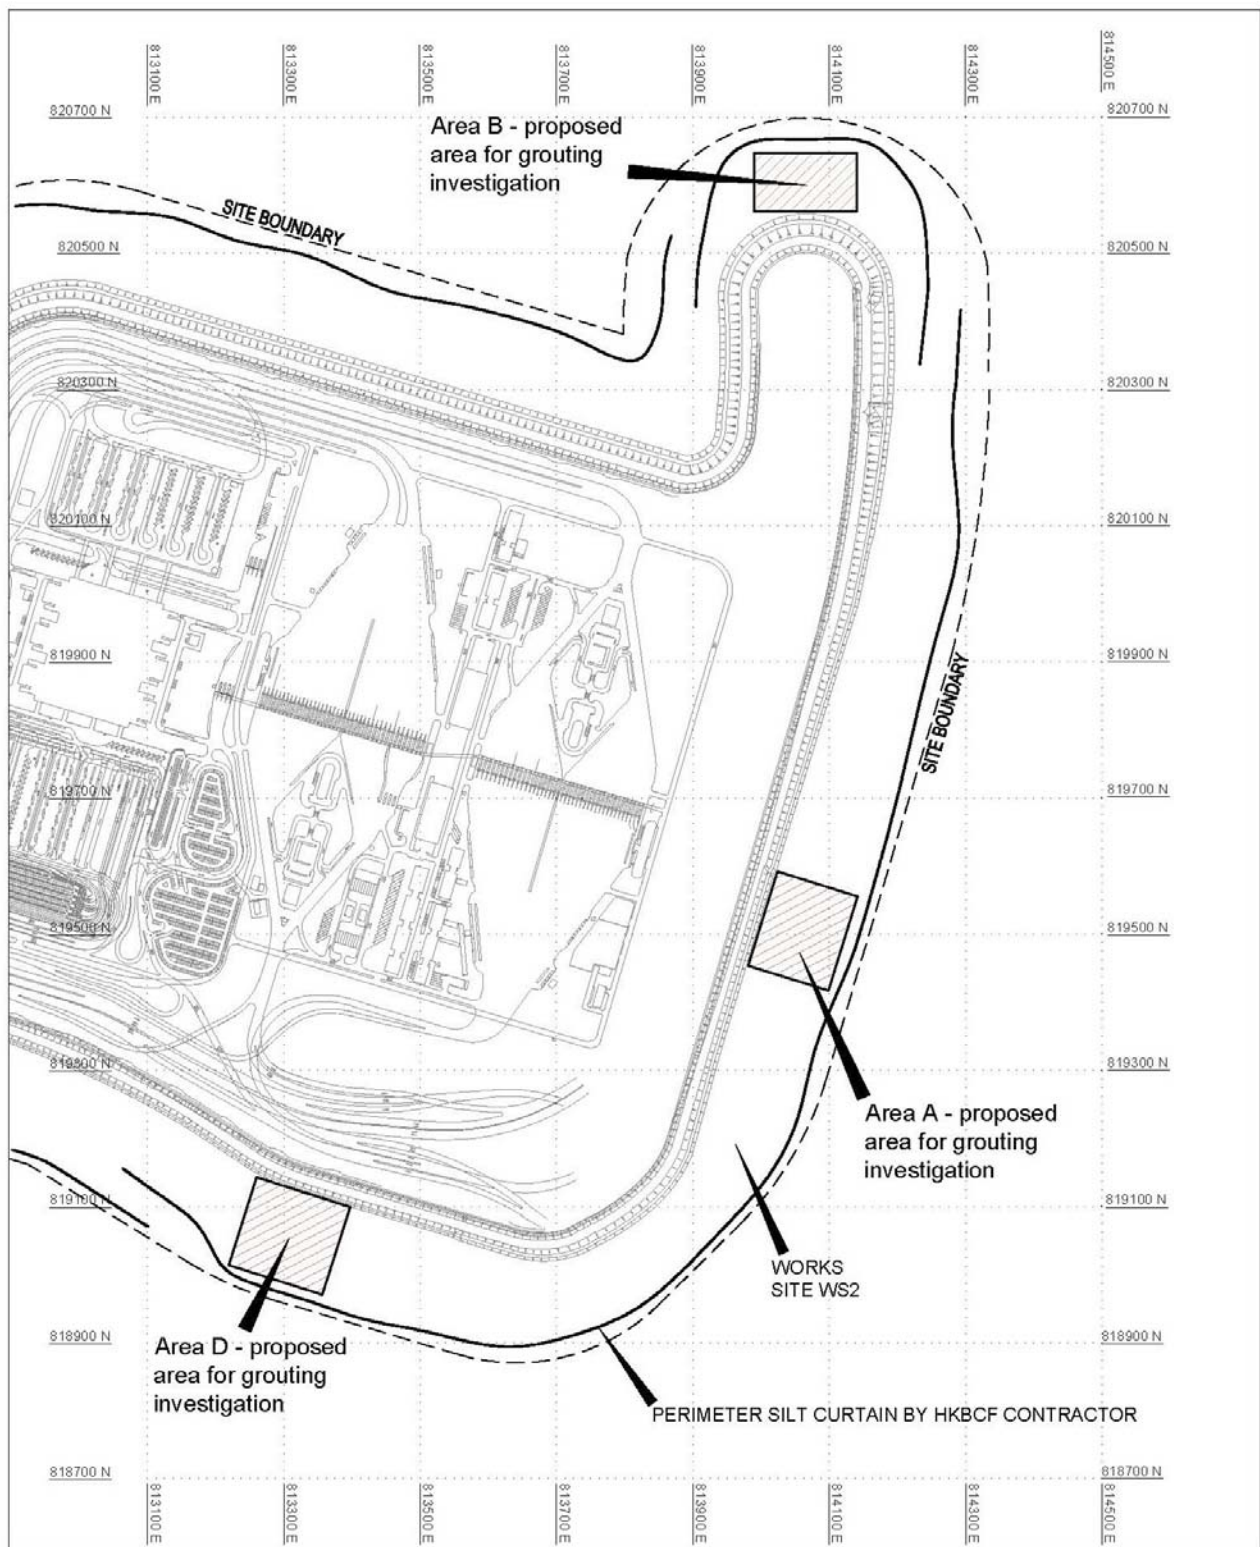 813100 E
813300 E
813500 E
813700 E
813900 E
814100 E
814300 E
814500 E
820700 N
820700 N
Area B - proposed
area for grouting
investigation
SITE BOUNDARY
820500 N
820500 N
820300 N
820300 N
820100 N
820100 N
819900 N
819900 N
SITE BOUNDARY
819700 N
819700 N
819500 N
819500 N
819300 N
819300 N
Area A - proposed
area for grouting
investigation
819100 N
819100 N
WORKS
SITE WS2
818900 N
818900 N
Area D - proposed
area for grouting
investigation
PERIMETER SILT CURTAIN BY HKBCF CONTRACTOR
818700 N
818700 N
813100 E
813300 E
813500 E
813700 E
813900 E
814100 E
814300 E
814500 E